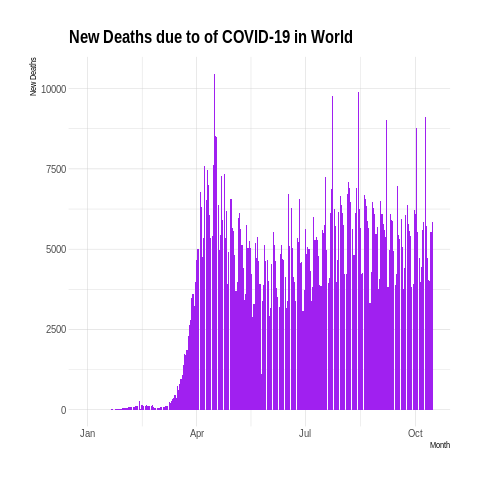 New Deaths due to of COVID-19 in World
New Deaths
10000
7500
5000
2500
0
Jan Apr Jul Oct
Month